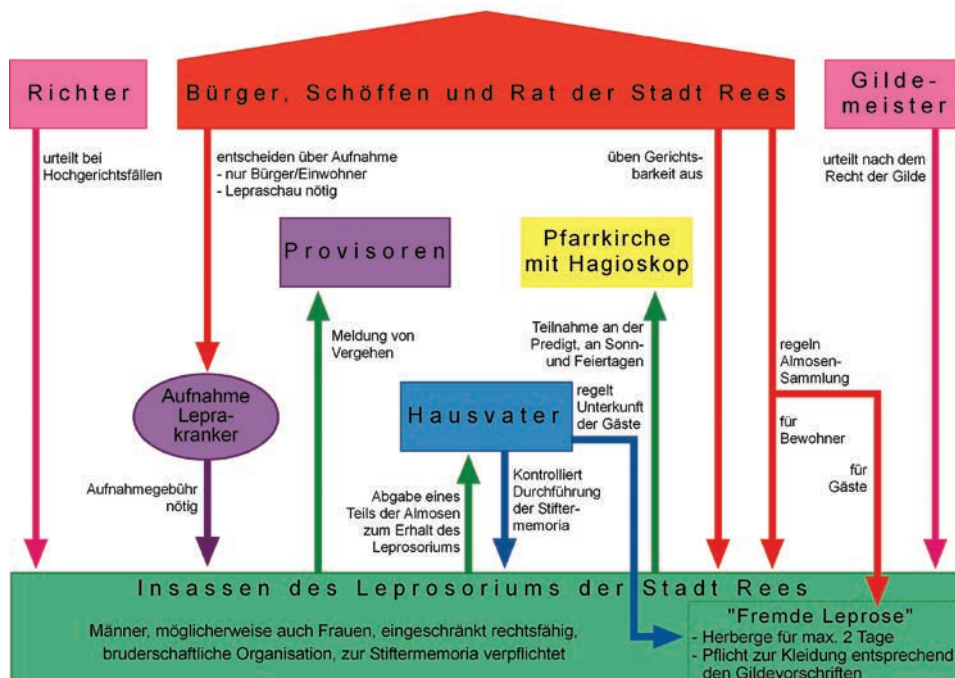 Richter
Bürger, Schöffen und Rat der Stadt Rees
Gilde-
meister
urteilt bei
Hochgerichtsfällen
entscheiden über Aufnahme
- nur Bürger/Einwohner
- Lepraschau nötig
üben Gerichts-
barkeit aus
urteilt nach dem
Recht der Gilde
Provisoren
Pfarrkirche
mit Hagioskop
Meldung von
Vergehen
Teilnahme an der
Predigt, an Sonn-
und Feiertagen
regeln
Almosen-
Sammlung
Aufnahme
Lepra-
kranker
Hausvater
regelt
Unterkunft
der Gäste
für
Bewohner
für
Gäste
Aufnahmegebühr
nötig
Abgabe eines
Teils der Almosen
zum Erhalt des
Leprosoriums
Kontrolliert
Durchführung
der Stifter-
memoria
Insassen des Leprosoriums der Stadt Rees
Männer, möglicherweise auch Frauen, eingeschränkt rechtsfähig,
bruderschaftliche Organisation, zur Stiftermemoria verpflichtet
"Fremde Leprose"
- Herberge für max. 2 Tage
- Pflicht zur Kleidung entsprechend
den Gildevorschriften